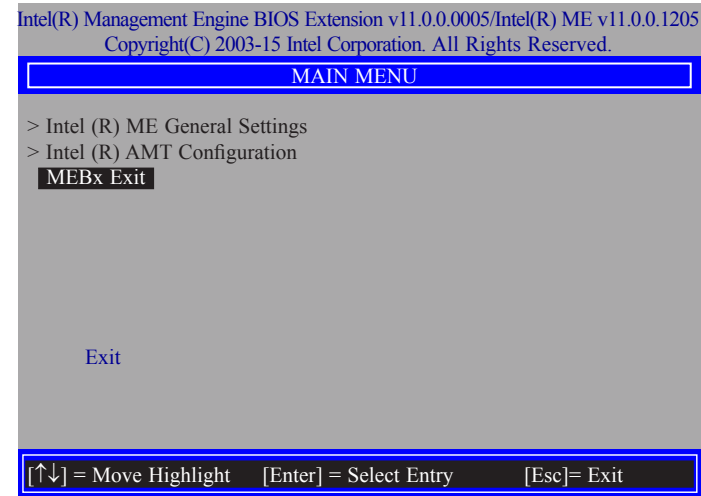 Intel(R) Management Engine BIOS Extension v11.0.0.0005/Intel(R) ME v11.0.0.1205
Copyright(C) 2003-15 Intel Corporation. All Rights Reserved.
MAIN MENU
> Intel (R) ME General Settings
> Intel (R) AMT Configuration
MEBx Exit
Exit
[↑↓] = Move Highlight [Enter] = Select Entry [Esc]= Exit